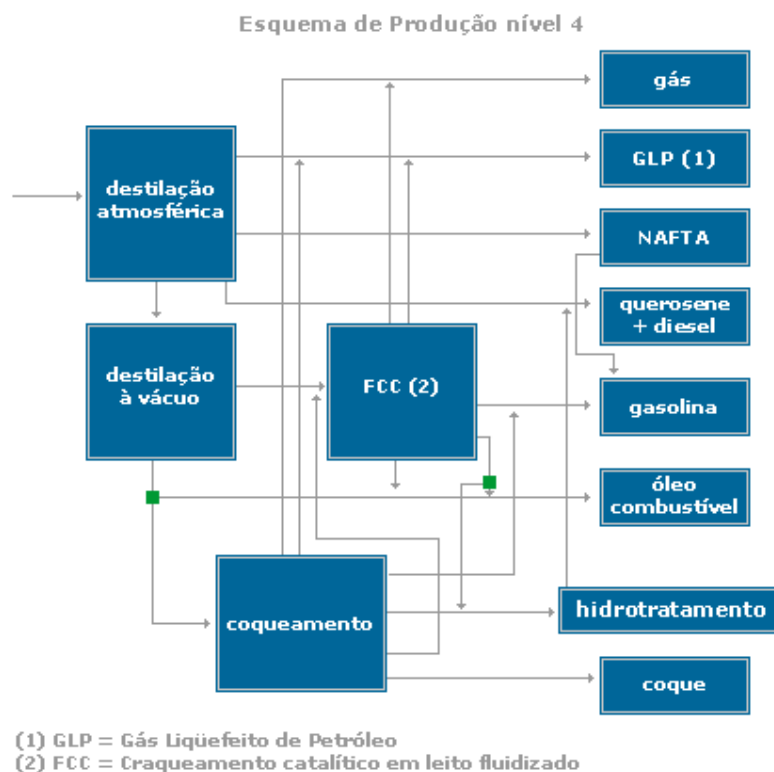 Esquema de Produção nível 4
gás
destilação
atmosférica
GLP (1)
NAFTA
querosene
+ diesel
destilação
à vácuo
FCC (2)
gasolina
óleo
combustível
coqueamento
hidrotratamento
coque
(1) GLP = Gás Liqüefeito de Petróleo
(2) FCC = Craqueamento catalítico em leito fluidizado